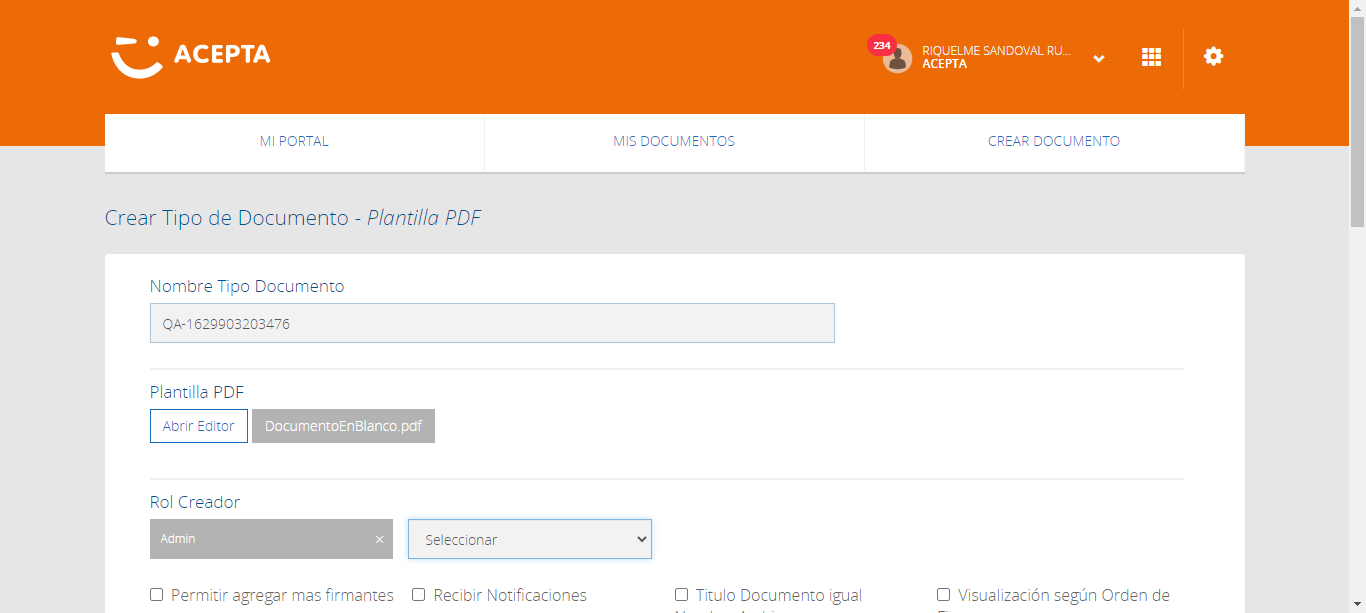 ACEPTA
234
RIQUELME SANDOVAL RU...
ACEPTA
MI PORTAL
MIS DOCUMENTOS
CREAR DOCUMENTO
Crear Tipo de Documento - Plantilla PDF
Nombre Tipo Documento
QA-1629903203476
Plantilla PDF
Abrir Editor
DocumentoEnBlanco.pdf
Rol Creador
Admin ×
Seleccionar
Permitir agregar mas firmantes
Recibir Notificaciones
Titulo Documento igual
Visualización según Orden de